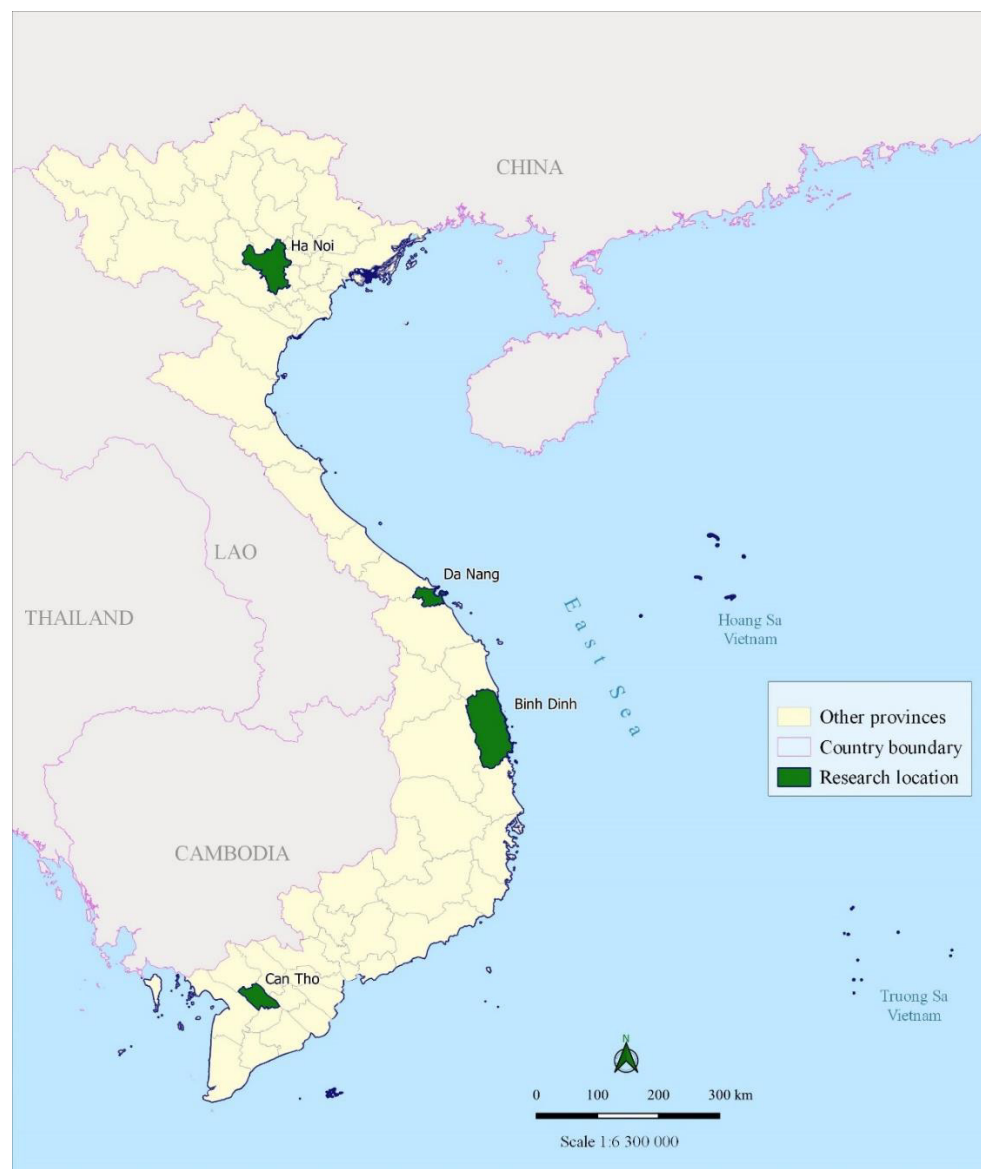 CHINA
Ha Noi
LAO
Da Nang
THAILAND
East Sea
Hoang Sa
Vietnam
Binh Dinh
Other provinces
Country boundary
Research location
CAMBODIA
Can Tho
Truong Sa
Vietnam
N
0 100 200 300 km
Scale 1:6 300 000